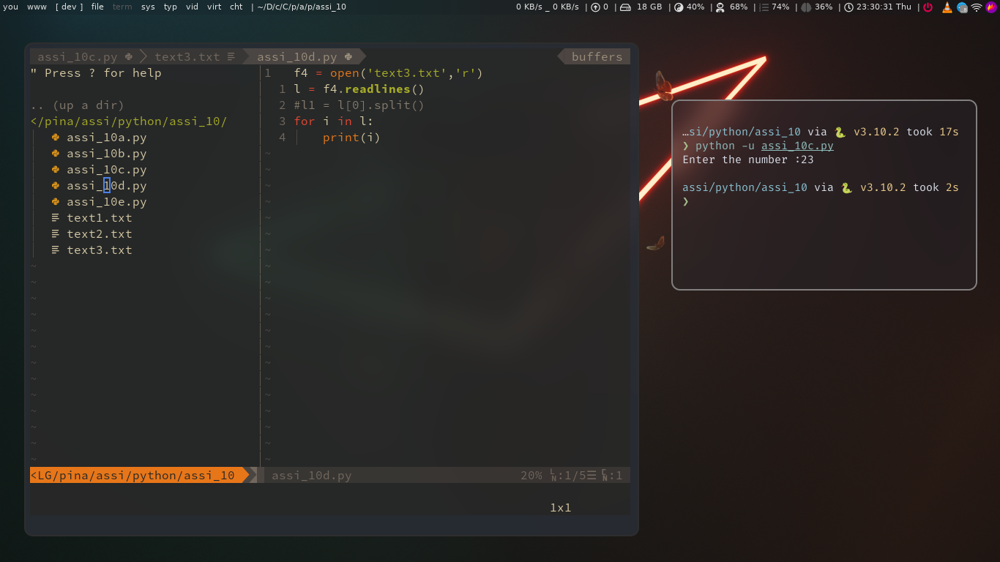 you www [ dev ] file term sys typ vid virt cht | ~/D/c/C/p/a/p/assi_10 0 KB/s _ 0 KB/s | 0 | 18 GB | 40% | 68% | 74% | 36% | 23:30:31 Thu |
assi_10c.py text3.txt assi_10d.py buffers
" Press ? for help
.. (up a dir)
</pina/assi/python/assi_10/
assi_10a.py
assi_10b.py
assi_10c.py
assi_10d.py
assi_10e.py
text1.txt
text2.txt
text3.txt
1 f4 = open('text3.txt','r')
1 l = f4.readlines()
2 #l1 = l[0].split()
3 for i in l:
4 print(i)
~
<LG/pina/assi/python/assi_10 assi_10d.py 20% LN:1/5☰ CN:1
1x1
…si/python/assi_10 via 🐍 v3.10.2 took 17s
❯ python -u assi_10c.py
Enter the number :23
assi/python/assi_10 via 🐍 v3.10.2 took 2s
❯